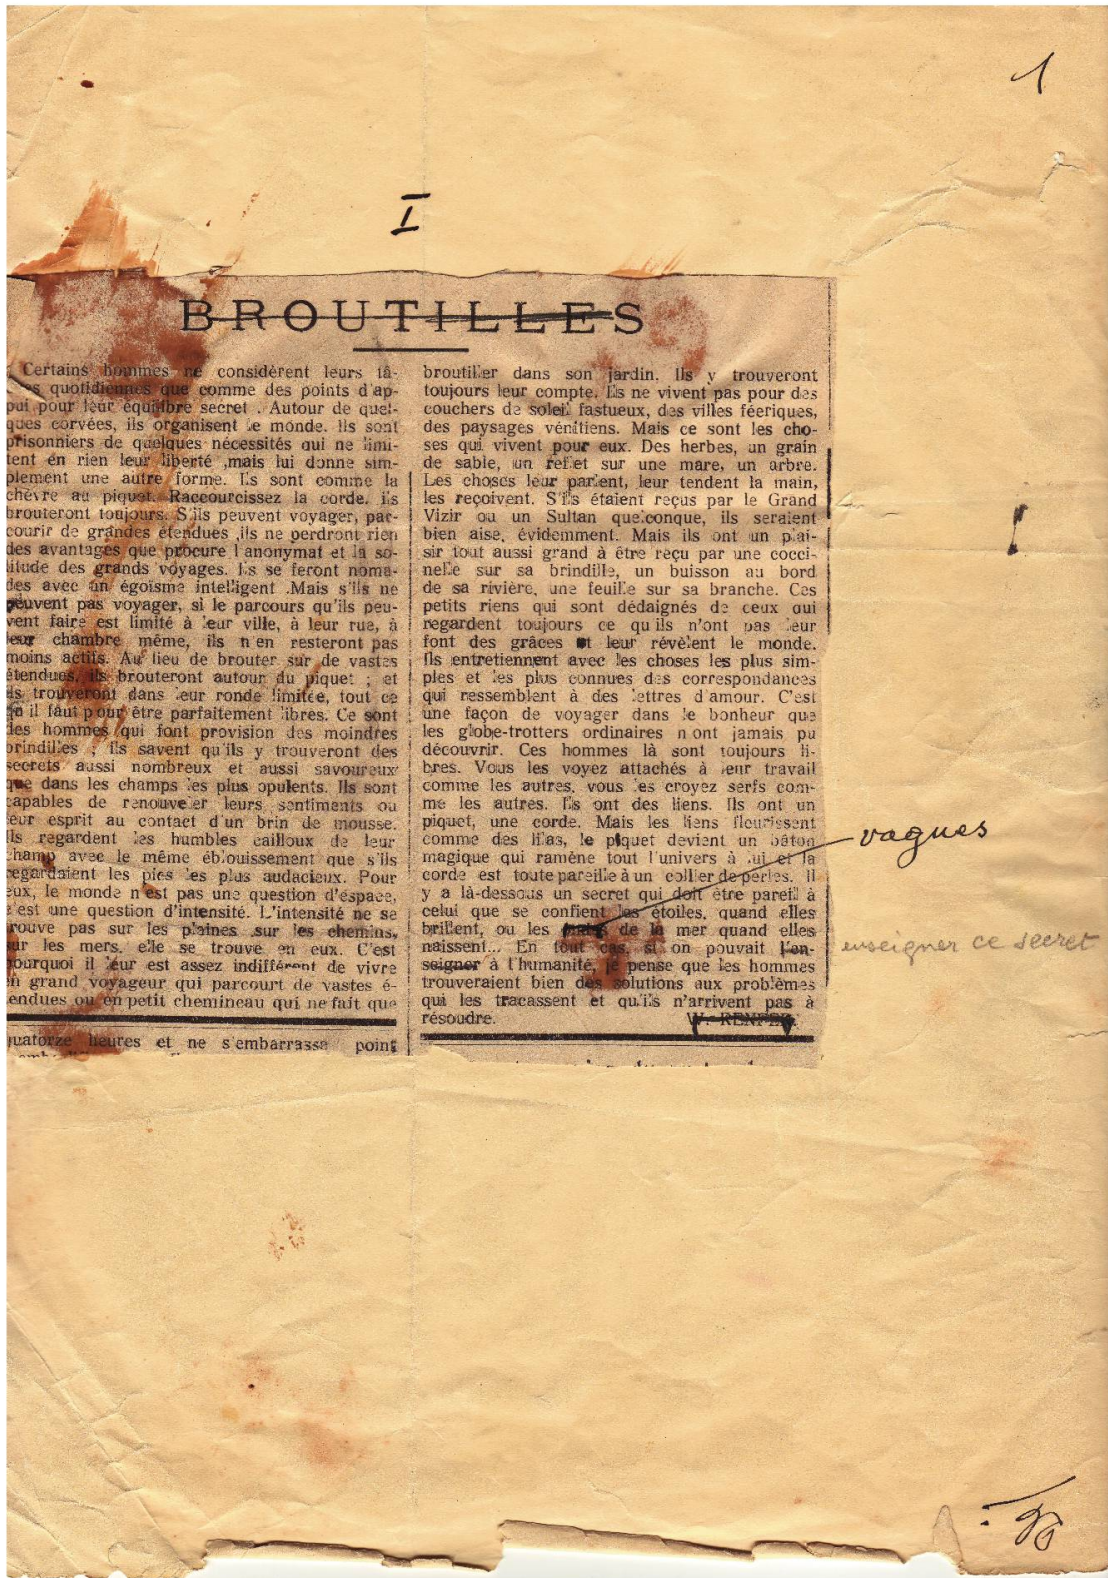 1
I
BROUTILLES
Certains hommes ne considèrent leurs tâ-
quotidiennes que comme des points d'ap-
pui pour leur équilibre secret . Autour de quel-
ques corvées, ils organisent le monde. Ils sont
prisonniers de quelques nécessités qui ne limi-
tent en rien leur liberté ,mais lui donne sim-
plement une autre forme. Ils sont comme la
chèvre au piquet. Raccourcissez la corde, ils
brouteront toujours. S'ils peuvent voyager, par-
courir de grandes étendues ,ils ne perdront rien
des avantages que procure l'anonymat et la so-
litude des grands voyages. Ils se feront noma-
des avec un égoïsme intelligent .Mais s'ils ne
peuvent pas voyager, si le parcours qu'ils peu-
vent faire est limité à leur ville, à leur rue, à
leur chambre même, ils n'en resteront pas
moins actifs. Au lieu de brouter sur de vastes
étendues, ils brouteront autour du piquet ; et
ils trouveront dans leur ronde limitée, tout ce
qu'il faut pour être parfaitement libres. Ce sont
des hommes qui font provision des moindres
brindilles ; ils savent qu'ils y trouveront des
secrets aussi nombreux et aussi savoureux
que dans les champs les plus opulents. Ils sont
capables de renouveler leurs sentiments ou
leur esprit au contact d'un brin de mousse.
Ils regardent les humbles cailloux de leur
champ avec le même éblouissement que s'ils
regardaient les pics les plus audacieux. Pour
eux, le monde n'est pas une question d'espace,
c'est une question d'intensité. L'intensité ne se
trouve pas sur les plaines ,sur les chemins,
sur les mers, elle se trouve en eux. C'est
pourquoi il leur est assez indifférent de vivre
en grand voyageur qui parcourt de vastes é-
tendues ou en petit chemineau qui ne fait que
quatorze heures et ne s'embarrasse point
broutiller dans son jardin. Ils y trouveront
toujours leur compte. Ils ne vivent pas pour des
couchers de soleil fastueux, des villes féeriques,
des paysages vénitiens. Mais ce sont les cho-
ses qui vivent pour eux. Des herbes, un grain
de sable, un reflet sur une mare, un arbre.
Les choses leur parlent, leur tendent la main,
les reçoivent. S'ils étaient reçus par le Grand
Vizir ou un Sultan quelconque, ils seraient
bien aise, évidemment. Mais ils ont un plai-
sir tout aussi grand à être reçu par une cocci-
nelle sur sa brindille, un buisson au bord
de sa rivière, une feuille sur sa branche. Ces
petits riens qui sont dédaignés de ceux qui
regardent toujours ce qu'ils n'ont pas leur
font des grâces et leur révèlent le monde.
Ils entretiennent avec les choses les plus sim-
ples et les plus connues des correspondances
qui ressemblent à des lettres d'amour. C'est
une façon de voyager dans le bonheur que
les globe-trotters ordinaires n'ont jamais pu
découvrir. Ces hommes là sont toujours li-
bres. Vous les voyez attachés à leur travail
comme les autres, vous les croyez serfs com-
me les autres. Ils ont des liens. Ils ont un
piquet, une corde. Mais les liens fleurissent
comme des lilas, le piquet devient un bâton
magique qui ramène tout l'univers à lui et la
corde est toute pareille à un collier de perles. Il
y a là-dessous un secret qui doit être pareil à
celui que se confient les étoiles, quand elles
brillent, ou les de la mer quand elles
naissent... En tout cas, si on pouvait l'en-
seigner à l'humanité, je pense que les hommes
trouveraient bien des solutions aux problèmes
qui les tracassent et qu'ils n'arrivent pas à
résoudre.
W. RENFER.
vagues
enseigner ce secret